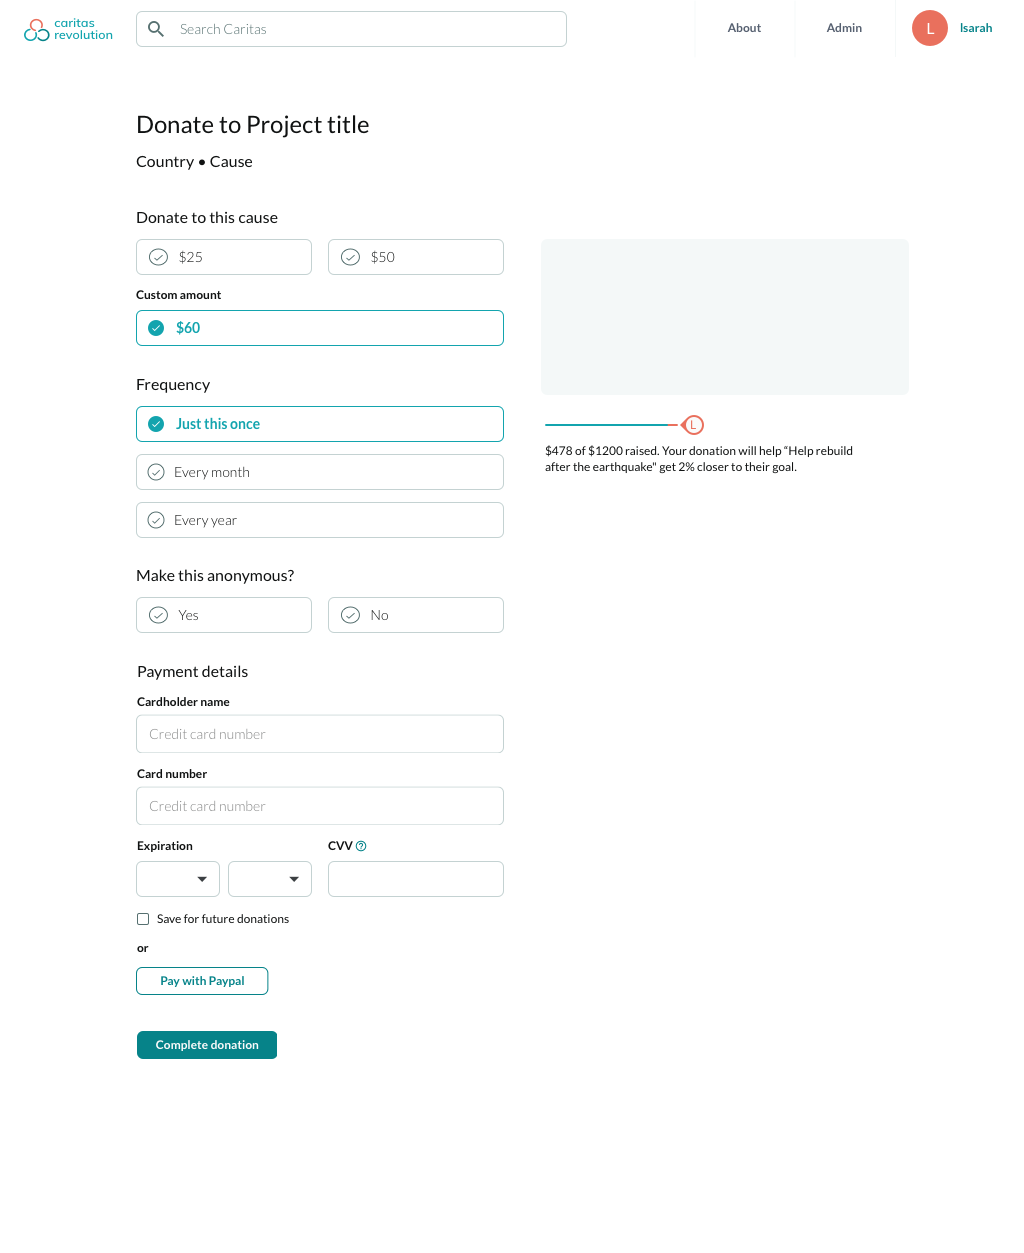 caritas
revolution
Search Caritas
About
Admin
L
lsarah
Donate to Project title
Country • Cause
Donate to this cause
$25
$50
Custom amount
$60
Frequency
Just this once
Every month
Every year
L
$478 of $1200 raised. Your donation will help “Help rebuild
after the earthquake" get 2% closer to their goal.
Make this anonymous?
Yes
No
Payment details
Cardholder name
Credit card number
Card number
Credit card number
Expiration
CVV ?
Save for future donations
or
Pay with Paypal
Complete donation